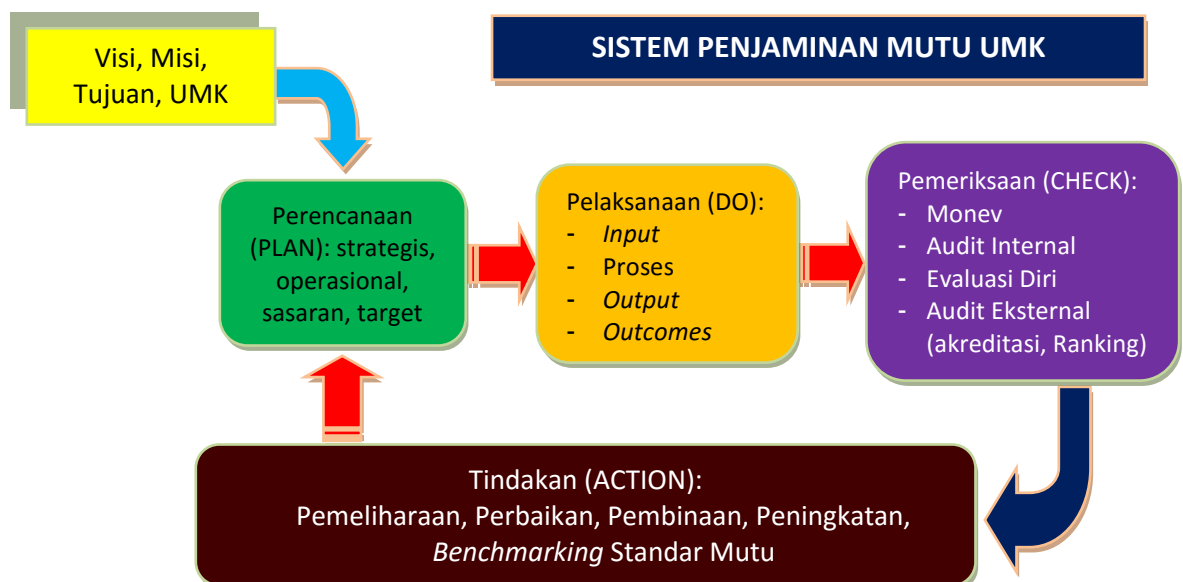 Visi, Misi,
Tujuan, UMK
SISTEM PENJAMINAN MUTU UMK
Perencanaan
(PLAN): strategis,
operasional,
sasaran, target
Pelaksanaan (DO):
- Input
- Proses
- Output
- Outcomes
Pemeriksaan (CHECK):
- Monev
- Audit Internal
- Evaluasi Diri
- Audit Eksternal
(akreditasi, Ranking)
Tindakan (ACTION):
Pemeliharaan, Perbaikan, Pembinaan, Peningkatan,
Benchmarking Standar Mutu